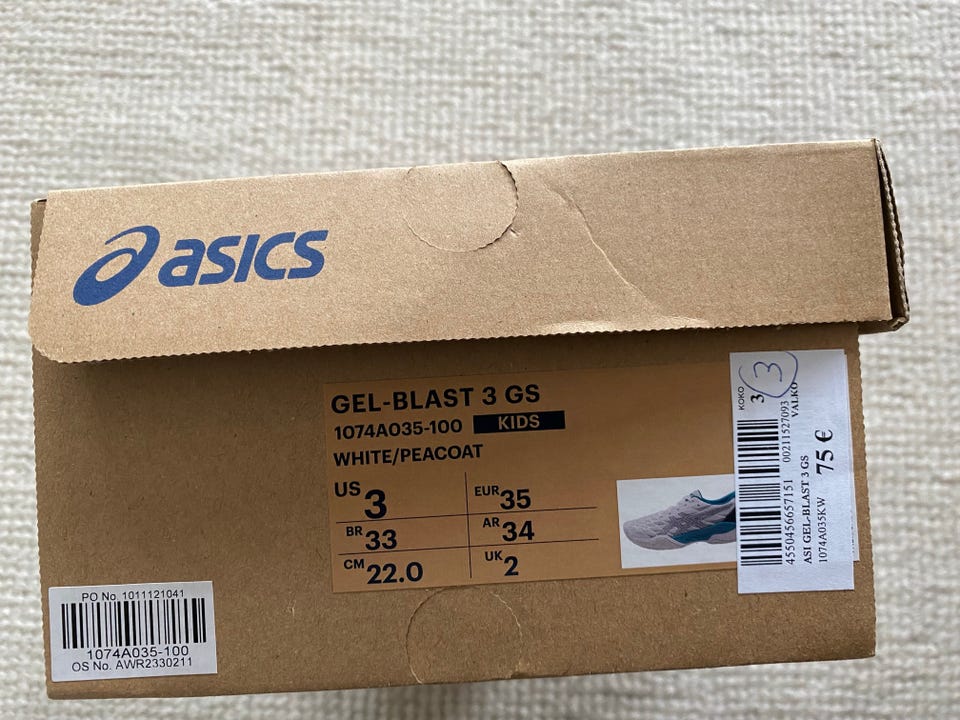 asics
GEL-BLAST 3 GS
1074A035-100 KIDS
WHITE/PEACOAT
US 3 EUR 35
BR 33 AR 34
CM 22.0 UK 2
KOKO 3 3
4550456657151 00211527093
ASI GEL-BLAST 3 GS VALKO
1074A035KW 75 €
PO No. 1011121041
1074A035-100
OS No. AWR2330211